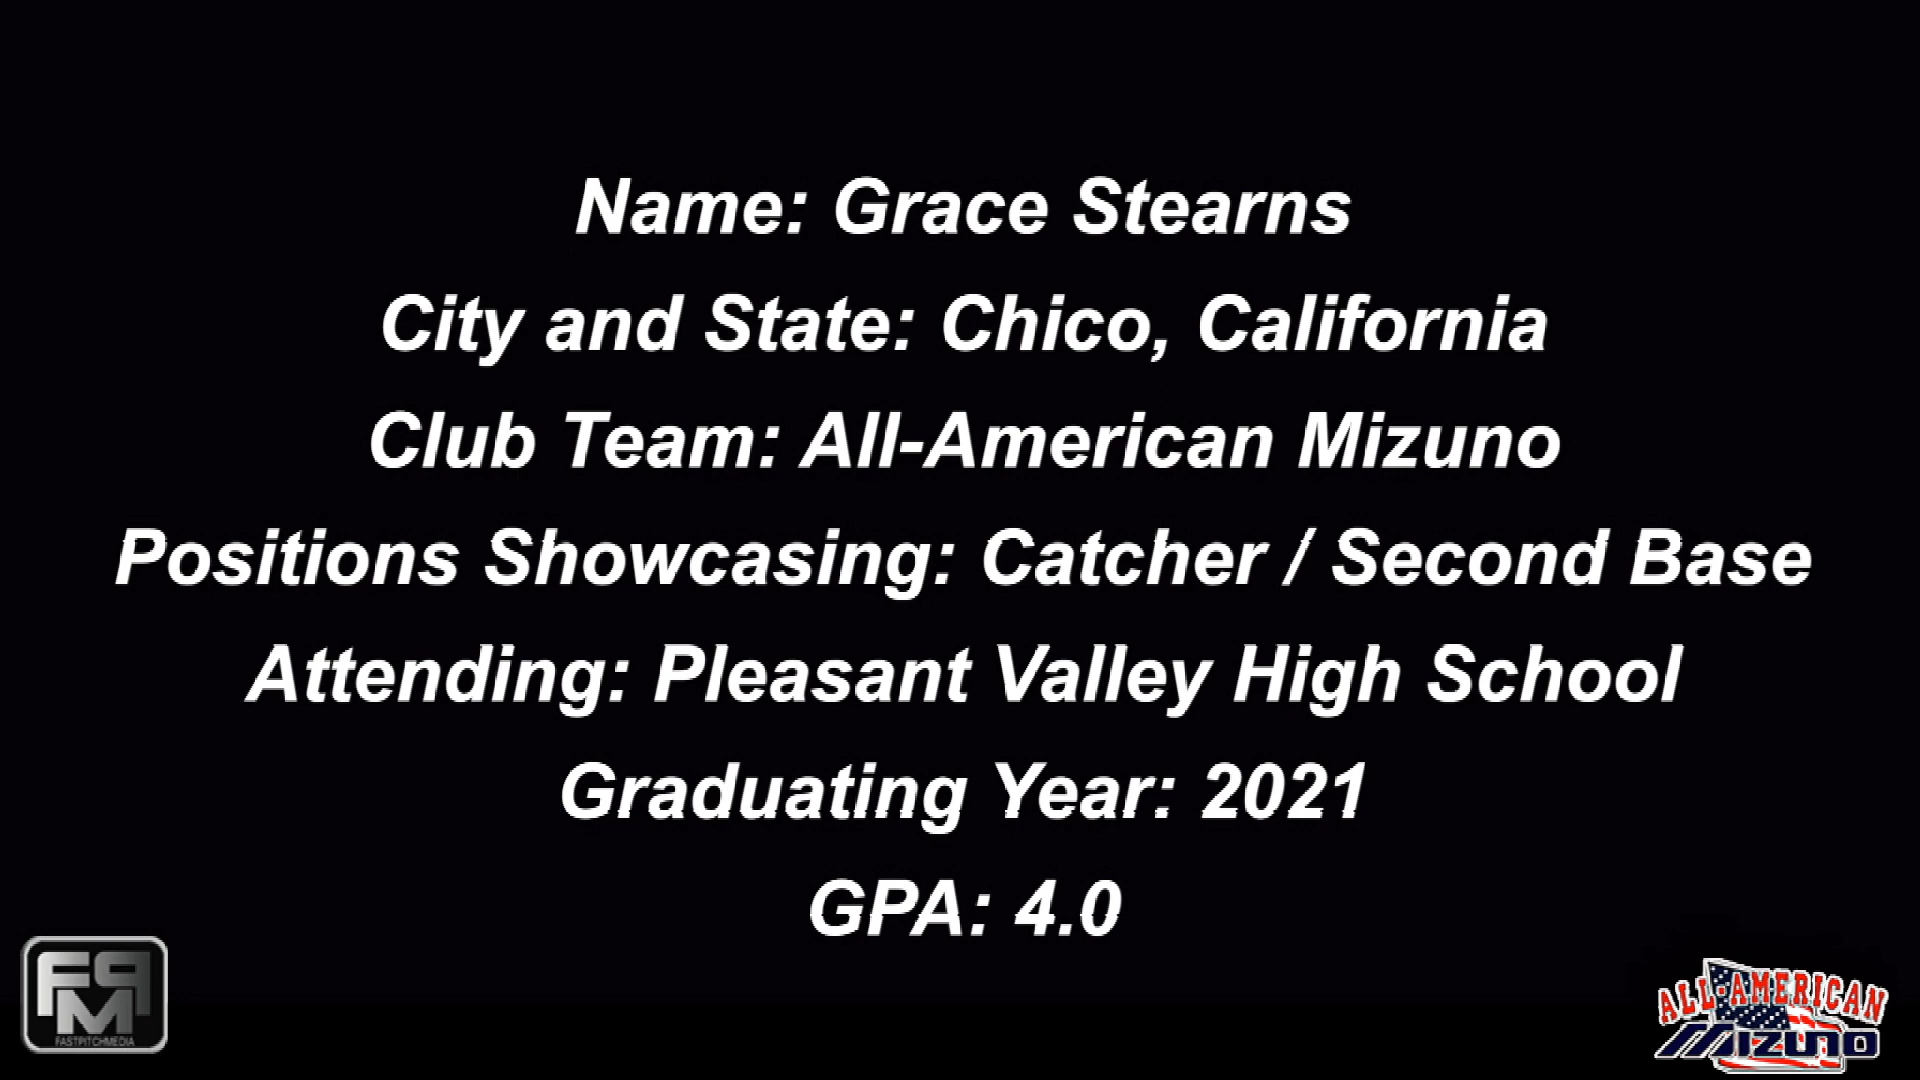 Name: Grace Stearns
City and State: Chico, California
Club Team: All-American Mizuno
Positions Showcasing: Catcher / Second Base
Attending: Pleasant Valley High School
Graduating Year: 2021
GPA: 4.0
FPM
FASTPITCHMEDIA
ALL-AMERICAN
MIZUNO